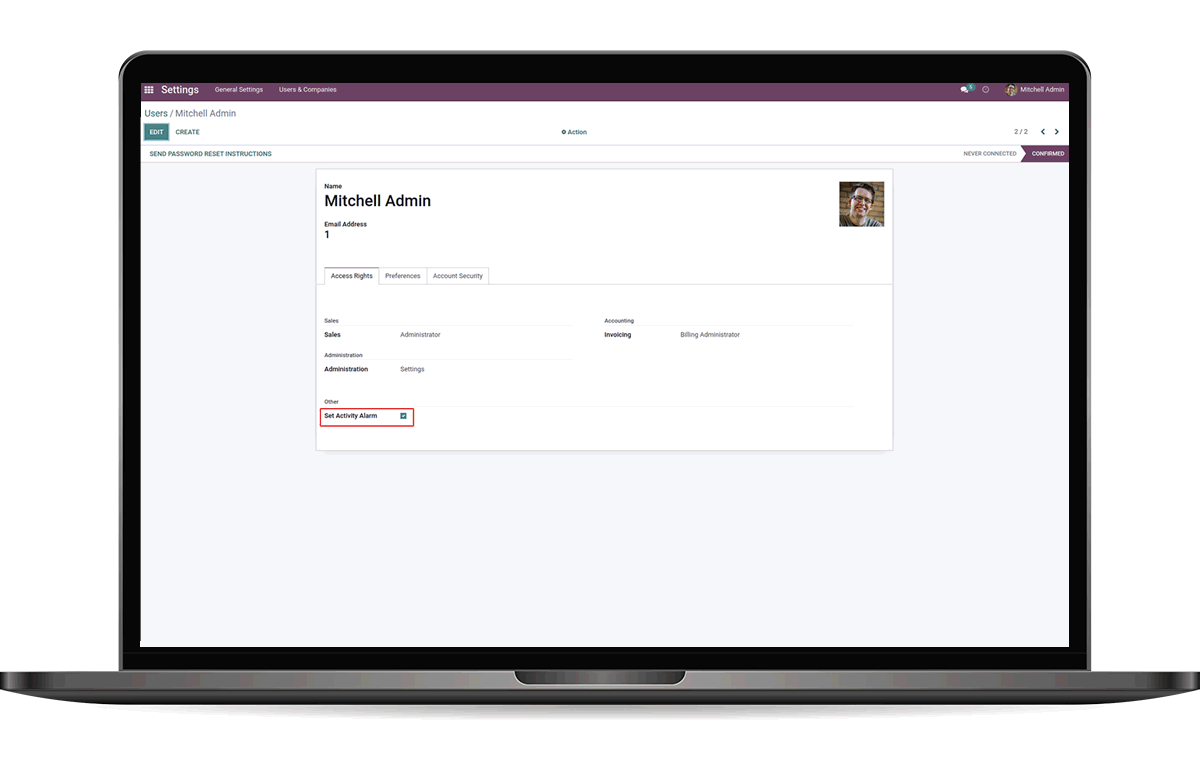 Settings General Settings Users & Companies 5 Mitchell Admin
Users / Mitchell Admin
EDIT CREATE Action 2 / 2
SEND PASSWORD RESET INSTRUCTIONS NEVER CONNECTED CONFIRMED
Name
Mitchell Admin
Email Address
1
Access Rights Preferences Account Security
Sales Accounting
Sales Administrator Invoicing Billing Administrator
Administration
Administration Settings
Other
Set Activity Alarm